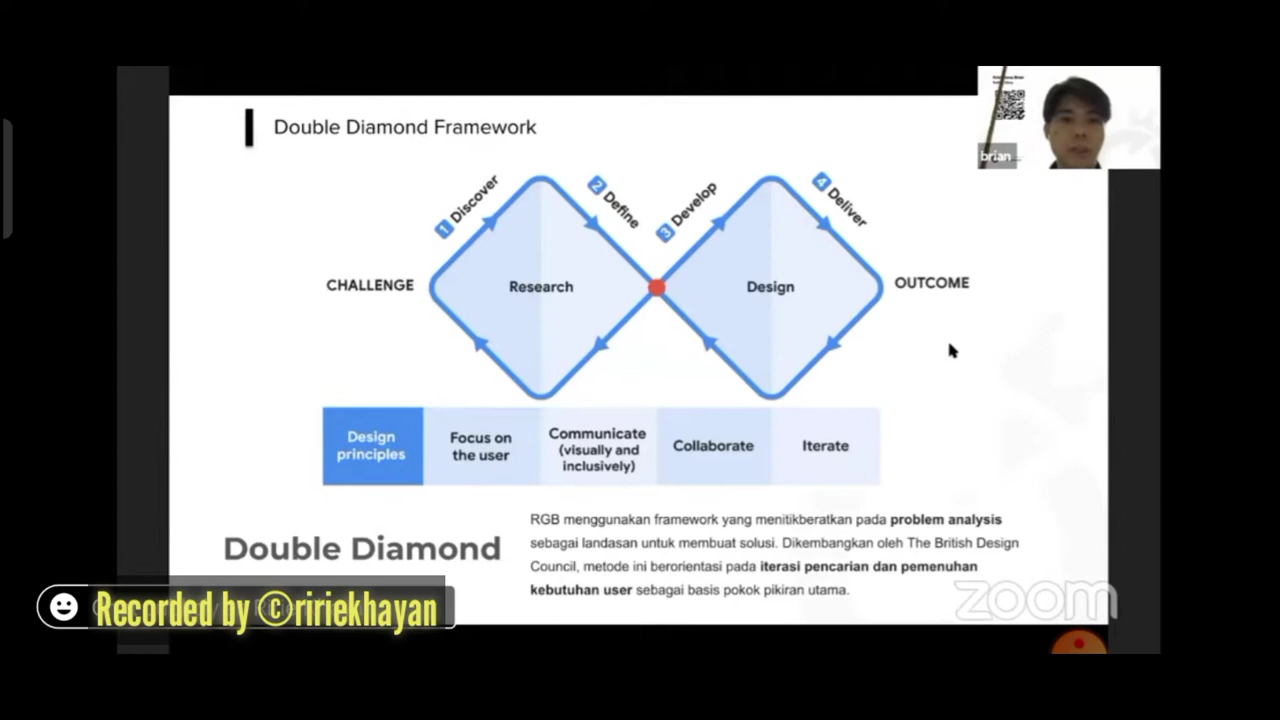 Double Diamond Framework
brian
1 Discover
2 Define
3 Develop
4 Deliver
CHALLENGE
Research
Design
OUTCOME
Design
principles
Focus on
the user
Communicate
(visually and
inclusively)
Collaborate
Iterate
Double Diamond
RGB menggunakan framework yang menitikberatkan pada problem analysis
sebagai landasan untuk membuat solusi. Dikembangkan oleh The British Design
Council, metode ini berorientasi pada iterasi pencarian dan pemenuhan
kebutuhan user sebagai basis pokok pikiran utama.
zoom
Recorded by ©ririekhayan